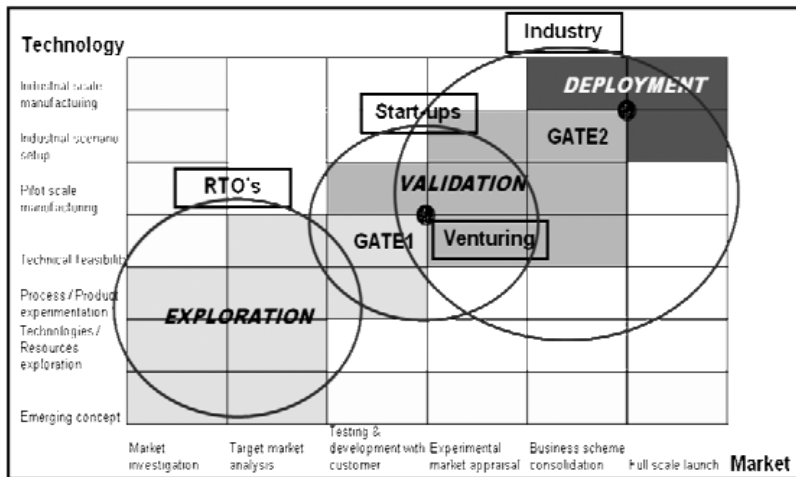 Industry
Technology
Industrial scale
manufacturing
DEPLOYMENT
Start-ups
Industrial scenario
setup
GATE2
RTO's
Pilot scale
manufacturing
VALIDATION
GATE1
Venturing
Technical feasibilit
Process / Product
experimentation
EXPLORATION
Technologies /
Resources
exploration
Emerging concept
Market
investigation
Target market
analysis
Testing &
development with
customer
Experimental
market appraisal
Business scheme
consolidation
Full scale launch
Market